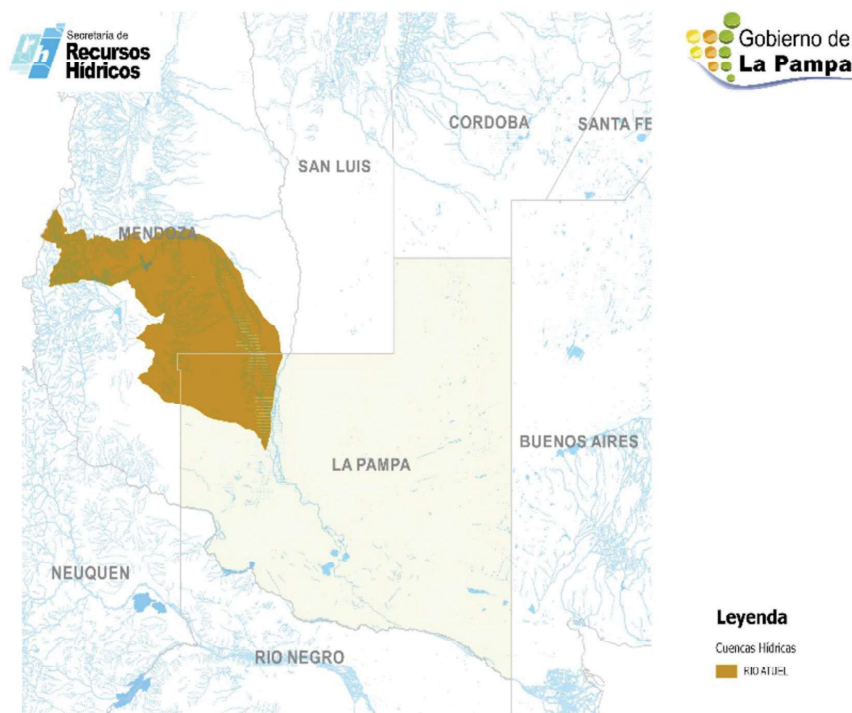 Secretaría de
Recursos
Hídricos
rh
Gobierno de
La Pampa
CORDOBA
SANTA FE
SAN LUIS
MENDOZA
BUENOS AIRES
LA PAMPA
NEUQUEN
RIO NEGRO
Leyenda
Cuencas Hídricas
RIO ATUEL